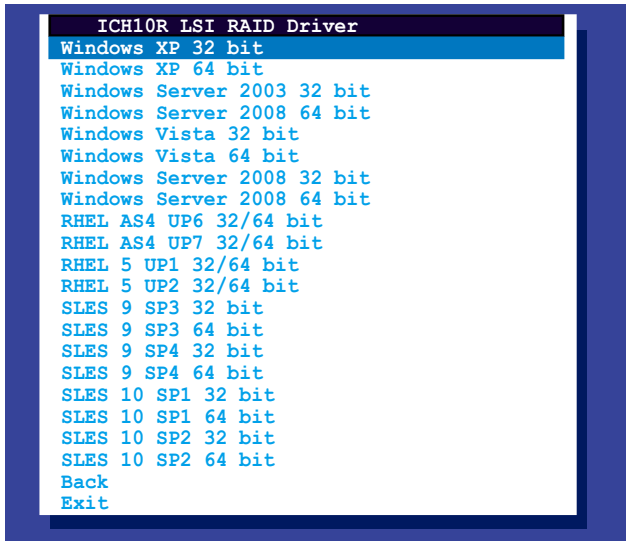 ICH10R LSI RAID Driver
Windows XP 32 bit
Windows XP 64 bit
Windows Server 2003 32 bit
Windows Server 2008 64 bit
Windows Vista 32 bit
Windows Vista 64 bit
Windows Server 2008 32 bit
Windows Server 2008 64 bit
RHEL AS4 UP6 32/64 bit
RHEL AS4 UP7 32/64 bit
RHEL 5 UP1 32/64 bit
RHEL 5 UP2 32/64 bit
SLES 9 SP3 32 bit
SLES 9 SP3 64 bit
SLES 9 SP4 32 bit
SLES 9 SP4 64 bit
SLES 10 SP1 32 bit
SLES 10 SP1 64 bit
SLES 10 SP2 32 bit
SLES 10 SP2 64 bit
Back
Exit